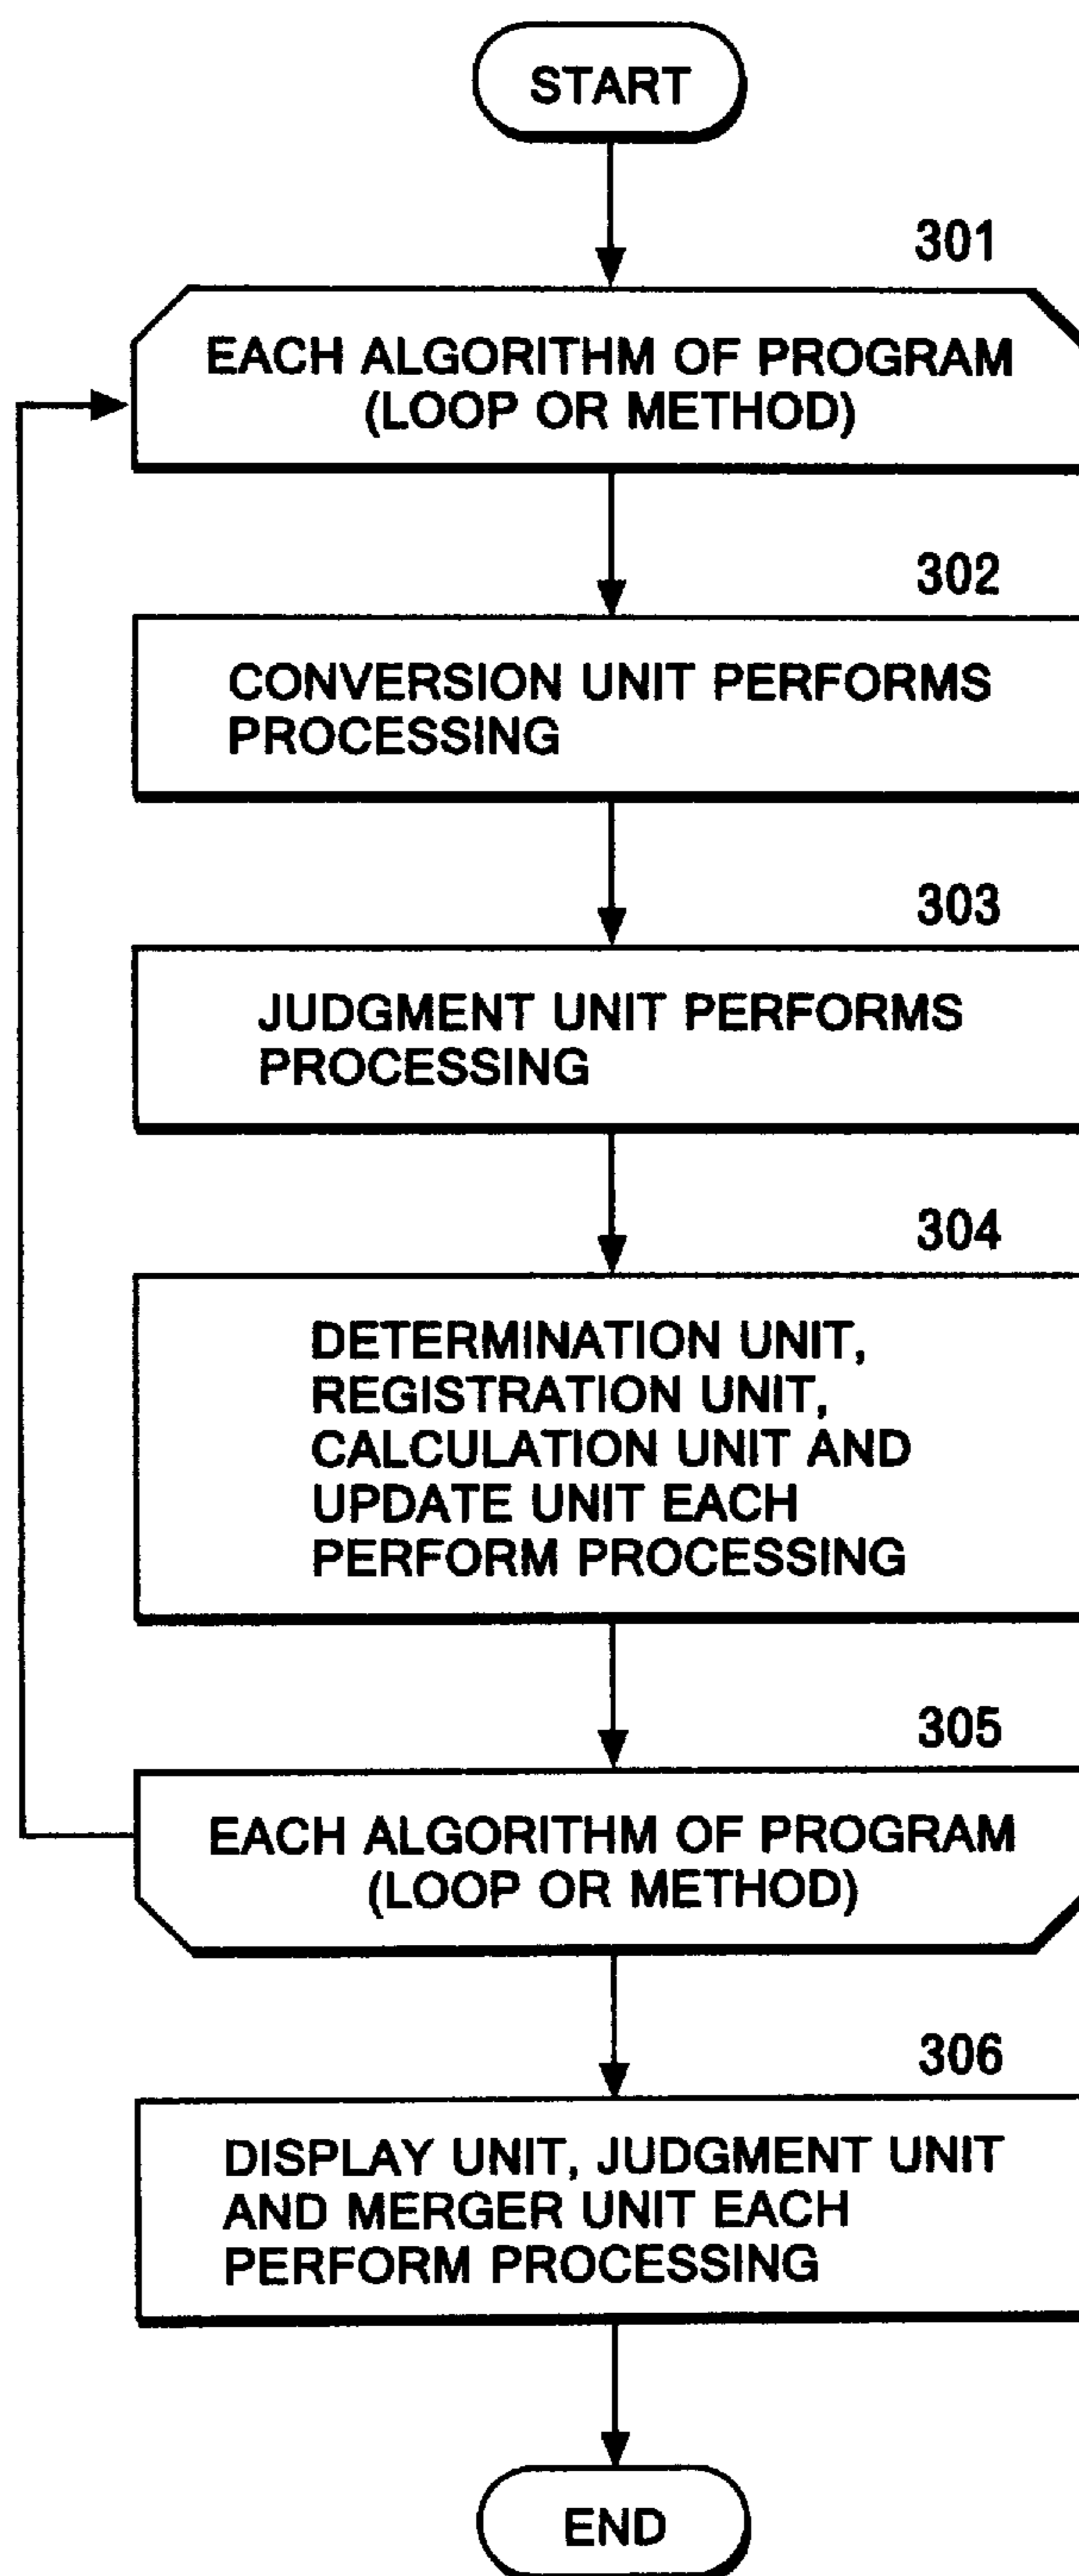 START
301
EACH ALGORITHM OF PROGRAM
(LOOP OR METHOD)
302
CONVERSION UNIT PERFORMS
PROCESSING
303
JUDGMENT UNIT PERFORMS
PROCESSING
304
DETERMINATION UNIT,
REGISTRATION UNIT,
CALCULATION UNIT AND
UPDATE UNIT EACH
PERFORM PROCESSING
305
EACH ALGORITHM OF PROGRAM
(LOOP OR METHOD)
306
DISPLAY UNIT, JUDGMENT UNIT
AND MERGER UNIT EACH
PERFORM PROCESSING
END